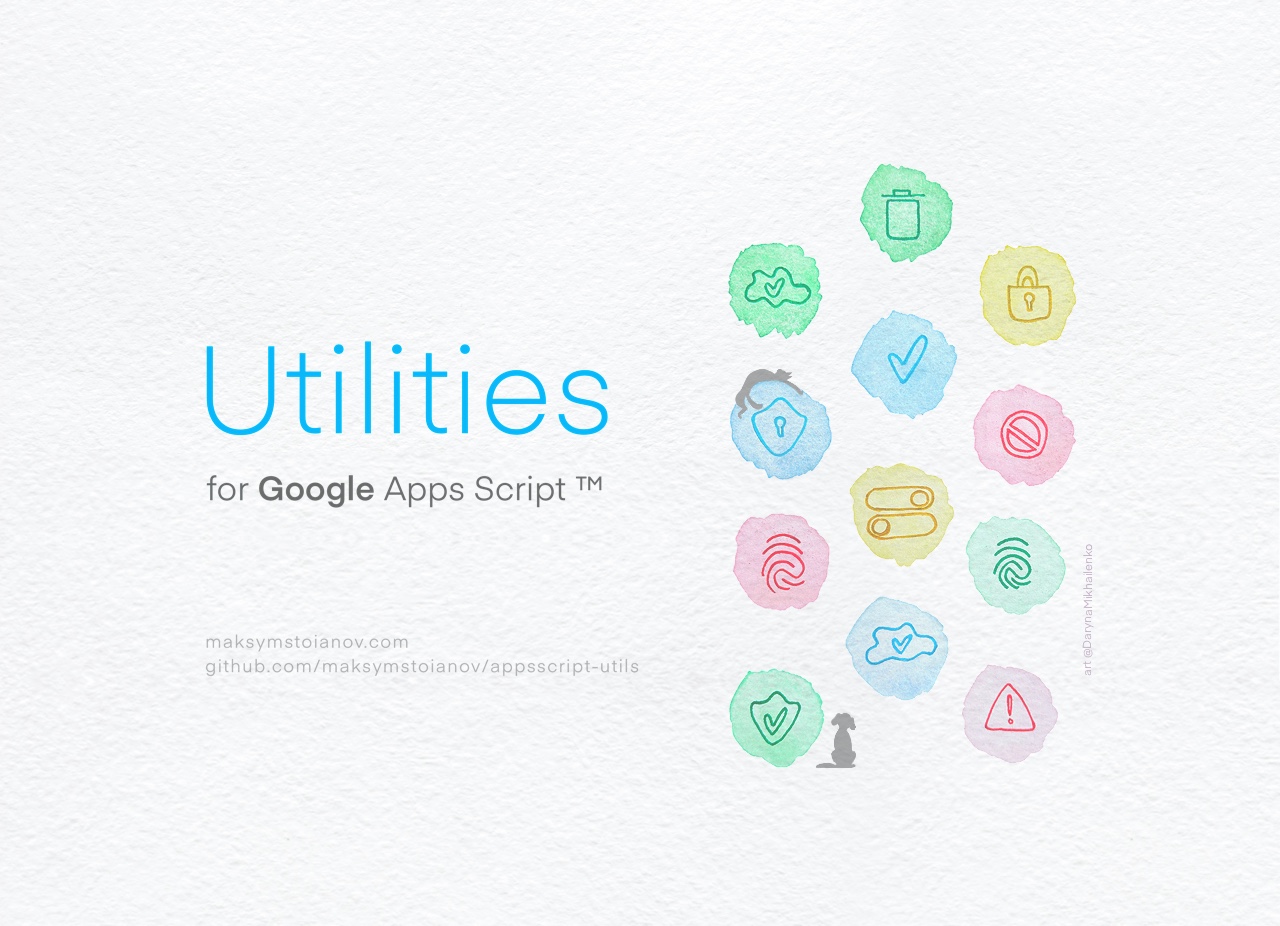 Utilities
for Google Apps Script ™
maksymstoianov.com
github.com/maksymstoianov/appsscript-utils
art @DarynaMikhailenko